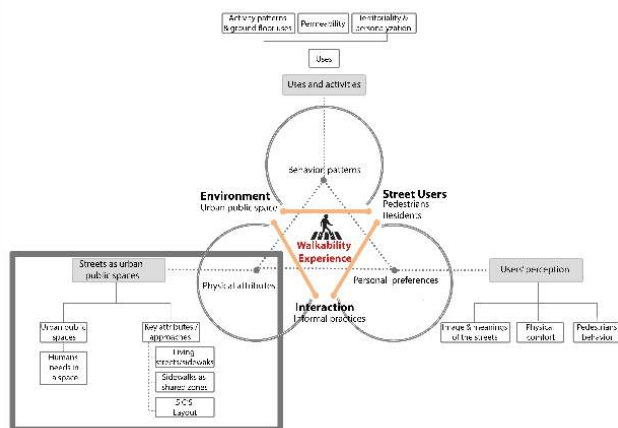 Activity patterns
& ground floor uses
Permeability
Territoriality &
personalyzation
Uses
Uses and activities
Behavior patterns
Environment
Urban public space
Street Users
Pedestrians
Residents
Walkability
Experience
Streets as urban
public spaces
Physical attributes
Personal preferences
Users' perception
Interaction
Informal practices
Urban public
spaces
Key attributes /
approaches
Image & meanings
of the streets
Physical
comfort
Pedestrians
behavior
Humans
needs in
a space
Living
streets/sidewaks
Sidewalks as
shared zones
S.C.S.
Layout